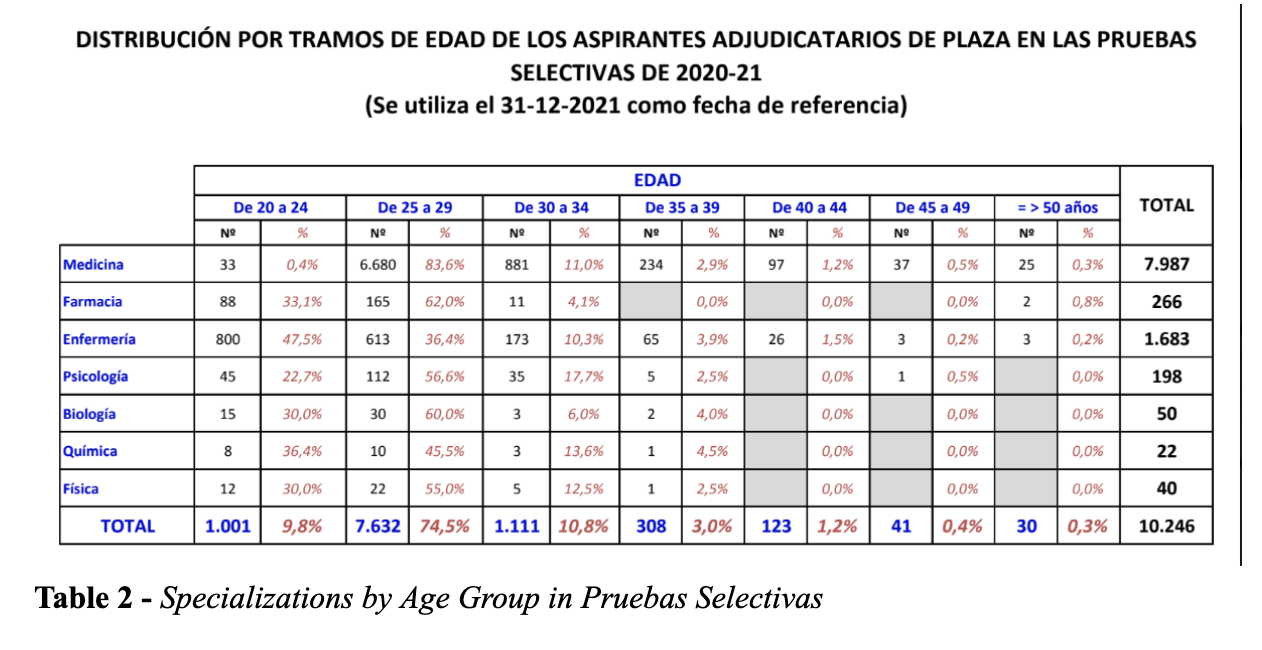 DISTRIBUCIÓN POR TRAMOS DE EDAD DE LOS ASPIRANTES ADJUDICATARIOS DE PLAZA EN LAS PRUEBAS
SELECTIVAS DE 2020-21
(Se utiliza el 31-12-2021 como fecha de referencia)
EDAD TOTAL
De 20 a 24 De 25 a 29 De 30 a 34 De 35 a 39 De 40 a 44 De 45 a 49 = > 50 años
Nº % Nº % Nº % Nº % Nº % Nº % Nº %
Medicina 33 0,4% 6.680 83,6% 881 11,0% 234 2,9% 97 1,2% 37 0,5% 25 0,3% 7.987
Farmacia 88 33,1% 165 62,0% 11 4,1% 0,0% 0,0% 0,0% 2 0,8% 266
Enfermería 800 47,5% 613 36,4% 173 10,3% 65 3,9% 26 1,5% 3 0,2% 3 0,2% 1.683
Psicología 45 22,7% 112 56,6% 35 17,7% 5 2,5% 0,0% 1 0,5% 0,0% 198
Biología 15 30,0% 30 60,0% 3 6,0% 2 4,0% 0,0% 0,0% 0,0% 50
Química 8 36,4% 10 45,5% 3 13,6% 1 4,5% 0,0% 0,0% 0,0% 22
Física 12 30,0% 22 55,0% 5 12,5% 1 2,5% 0,0% 0,0% 0,0% 40
TOTAL 1.001 9,8% 7.632 74,5% 1.111 10,8% 308 3,0% 123 1,2% 41 0,4% 30 0,3% 10.246
Table 2 - Specializations by Age Group in Pruebas Selectivas